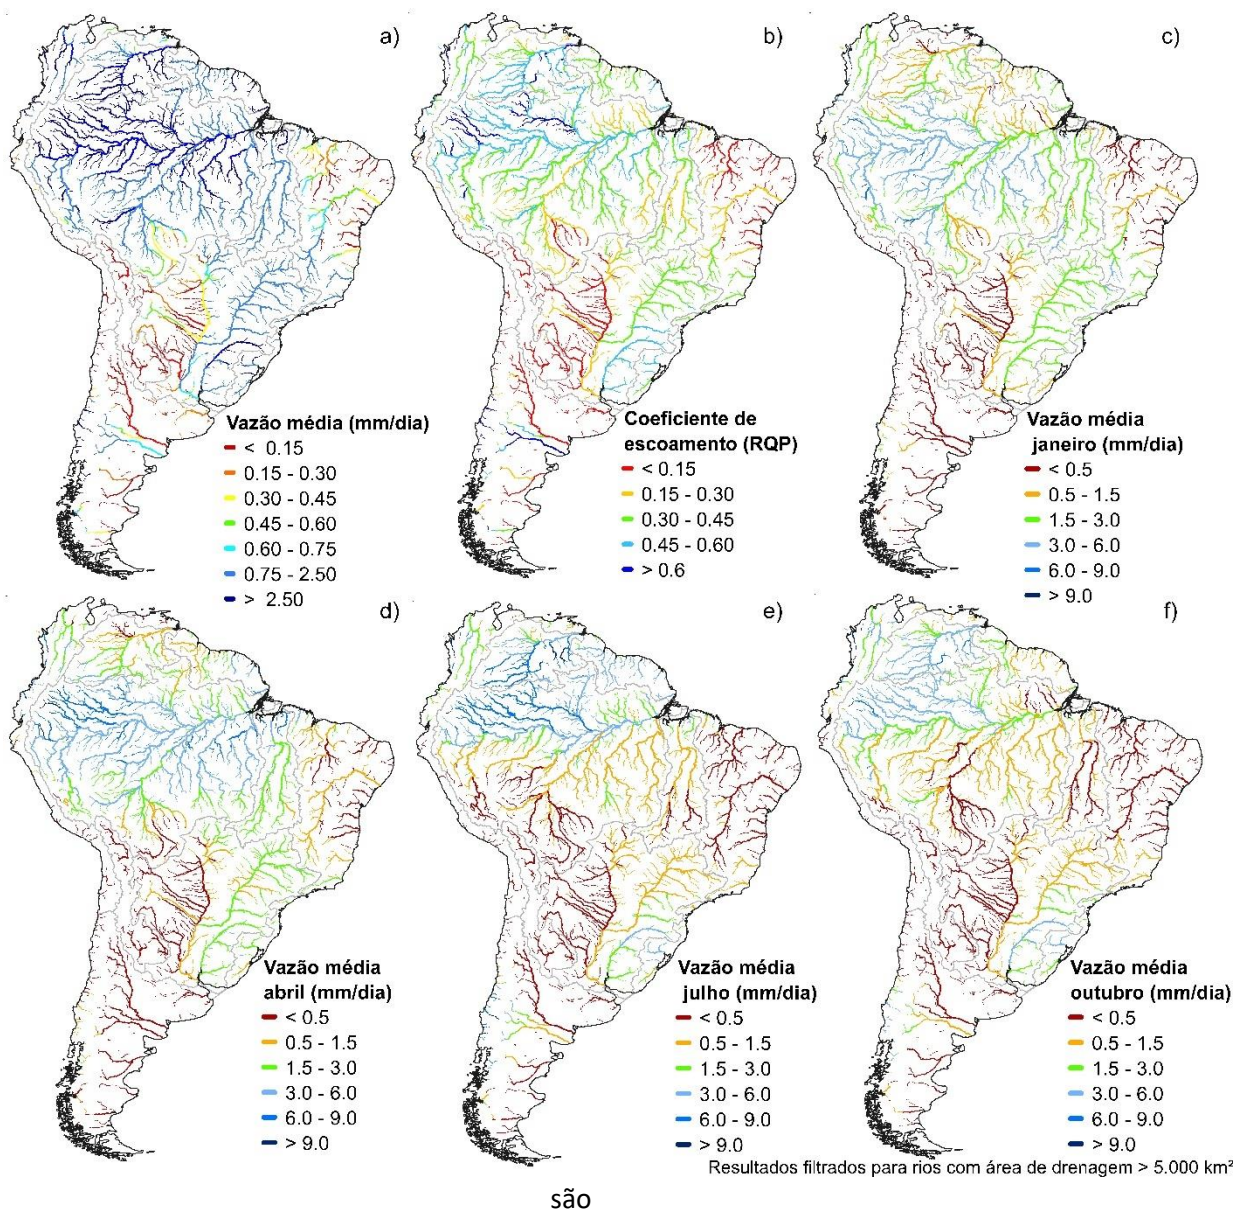 a)
Vazão média (mm/dia)
< 0.15
0.15 - 0.30
0.30 - 0.45
0.45 - 0.60
0.60 - 0.75
0.75 - 2.50
> 2.50
b)
Coeficiente de
escoamento (RQP)
< 0.15
0.15 - 0.30
0.30 - 0.45
0.45 - 0.60
> 0.6
c)
Vazão média
janeiro (mm/dia)
< 0.5
0.5 - 1.5
1.5 - 3.0
3.0 - 6.0
6.0 - 9.0
> 9.0
d)
Vazão média
abril (mm/dia)
< 0.5
0.5 - 1.5
1.5 - 3.0
3.0 - 6.0
6.0 - 9.0
> 9.0
e)
Vazão média
julho (mm/dia)
< 0.5
0.5 - 1.5
1.5 - 3.0
3.0 - 6.0
6.0 - 9.0
> 9.0
f)
Vazão média
outubro (mm/dia)
< 0.5
0.5 - 1.5
1.5 - 3.0
3.0 - 6.0
6.0 - 9.0
> 9.0
Resultados filtrados para rios com área de drenagem > 5.000 km²
são